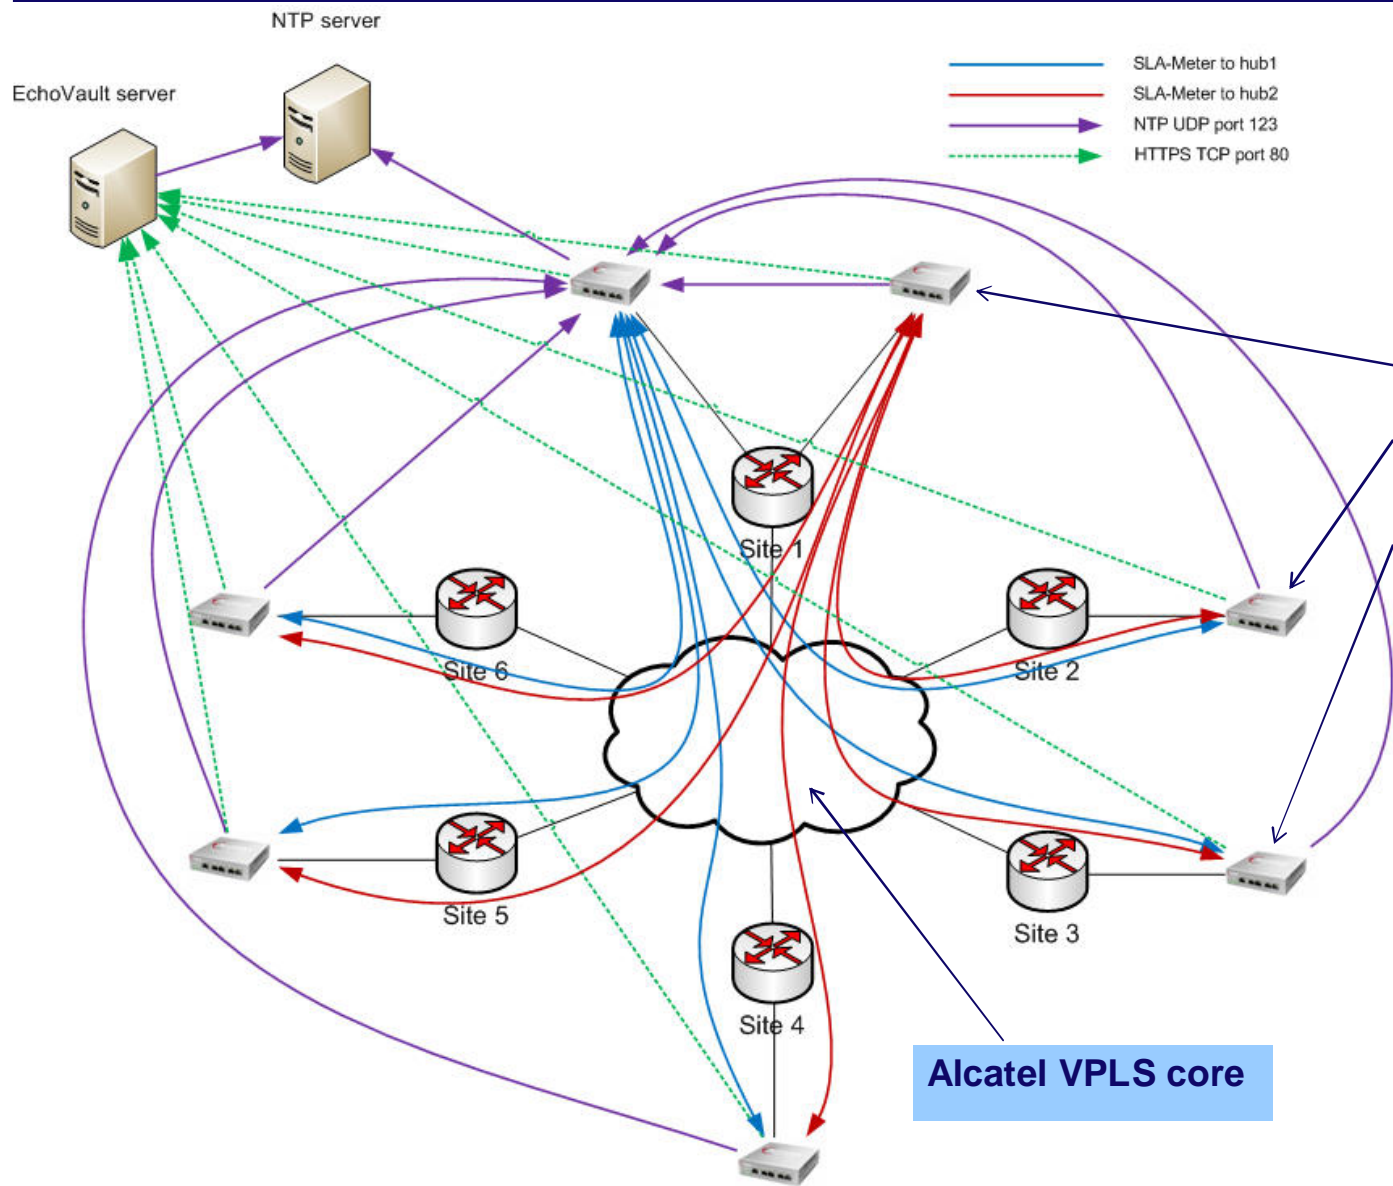 NTP server
EchoVault server
SLA-Meter to hub1
SLA-Meter to hub2
NTP UDP port 123
HTTPS TCP port 80
Site 1
Site 6
Site 2
Site 5
Site 3
Site 4
Alcatel VPLS core